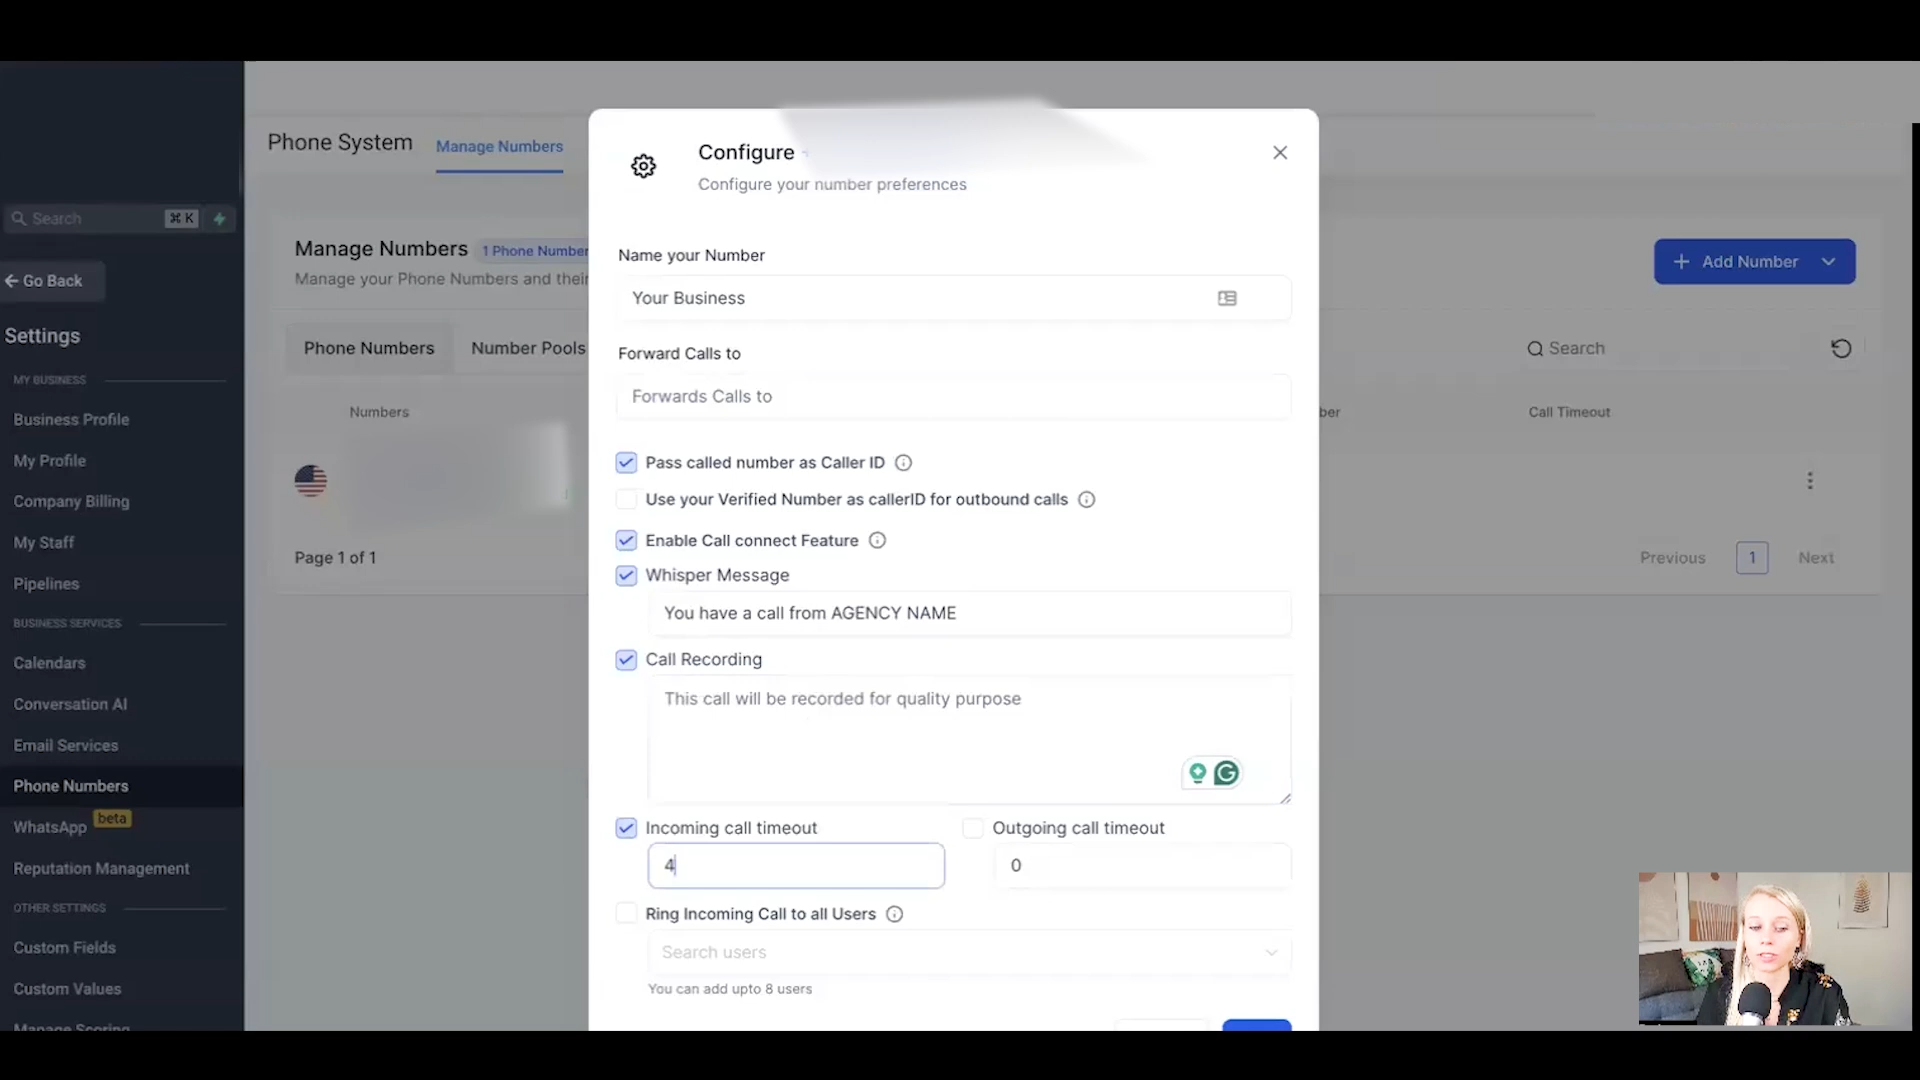 Phone System
Manage Numbers
Search
⌘ K
Go Back
Settings
MY BUSINESS
Business Profile
My Profile
Company Billing
My Staff
Pipelines
BUSINESS SERVICES
Calendars
Conversation AI
Email Services
Phone Numbers
WhatsApp beta
Reputation Management
OTHER SETTINGS
Custom Fields
Custom Values
Manage Scoring
Manage Numbers
1 Phone Number
Manage your Phone Numbers and their
Add Number
Phone Numbers
Number Pools
Search
Numbers
ber
Call Timeout
Page 1 of 1
Previous
1
Next
Configure
Configure your number preferences
Name your Number
Your Business
Forward Calls to
Forwards Calls to
Pass called number as Caller ID
Use your Verified Number as callerID for outbound calls
Enable Call connect Feature
Whisper Message
You have a call from AGENCY NAME
Call Recording
This call will be recorded for quality purpose
Incoming call timeout
4
Outgoing call timeout
0
Ring Incoming Call to all Users
Search users
You can add upto 8 users